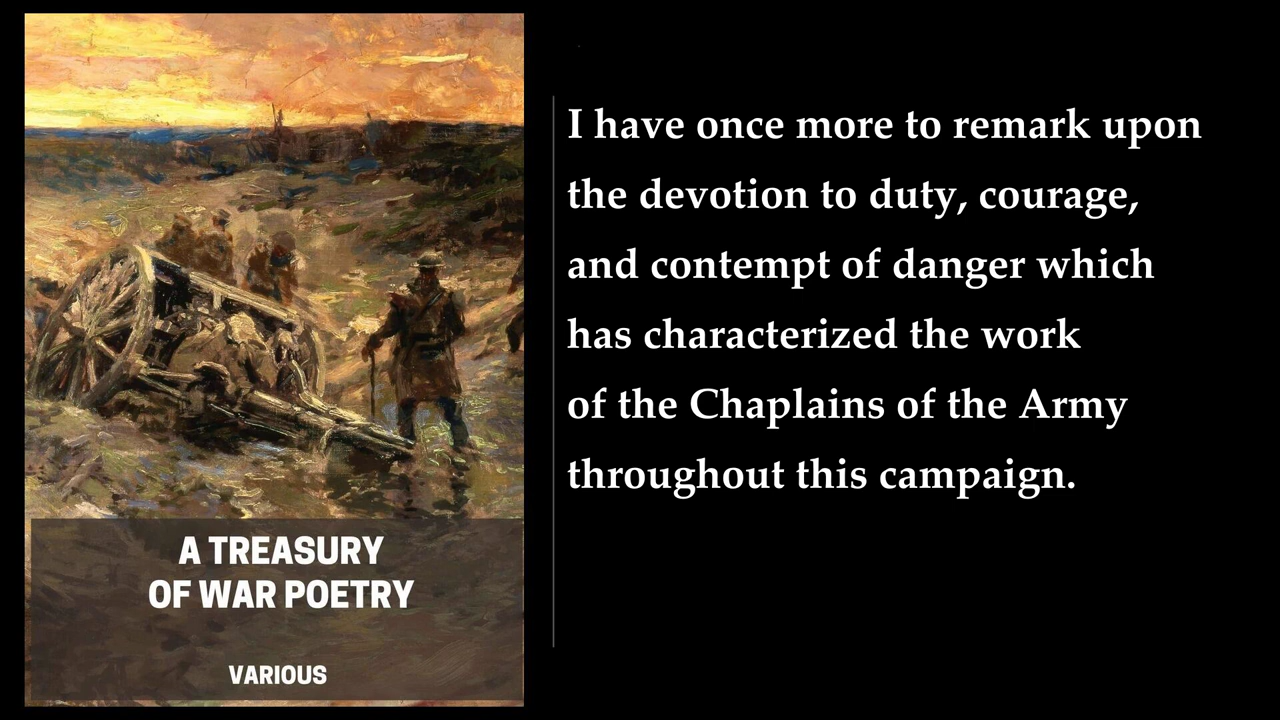 I have once more to remark upon
the devotion to duty, courage,
and contempt of danger which
has characterized the work
of the Chaplains of the Army
throughout this campaign.
A TREASURY
OF WAR POETRY
VARIOUS